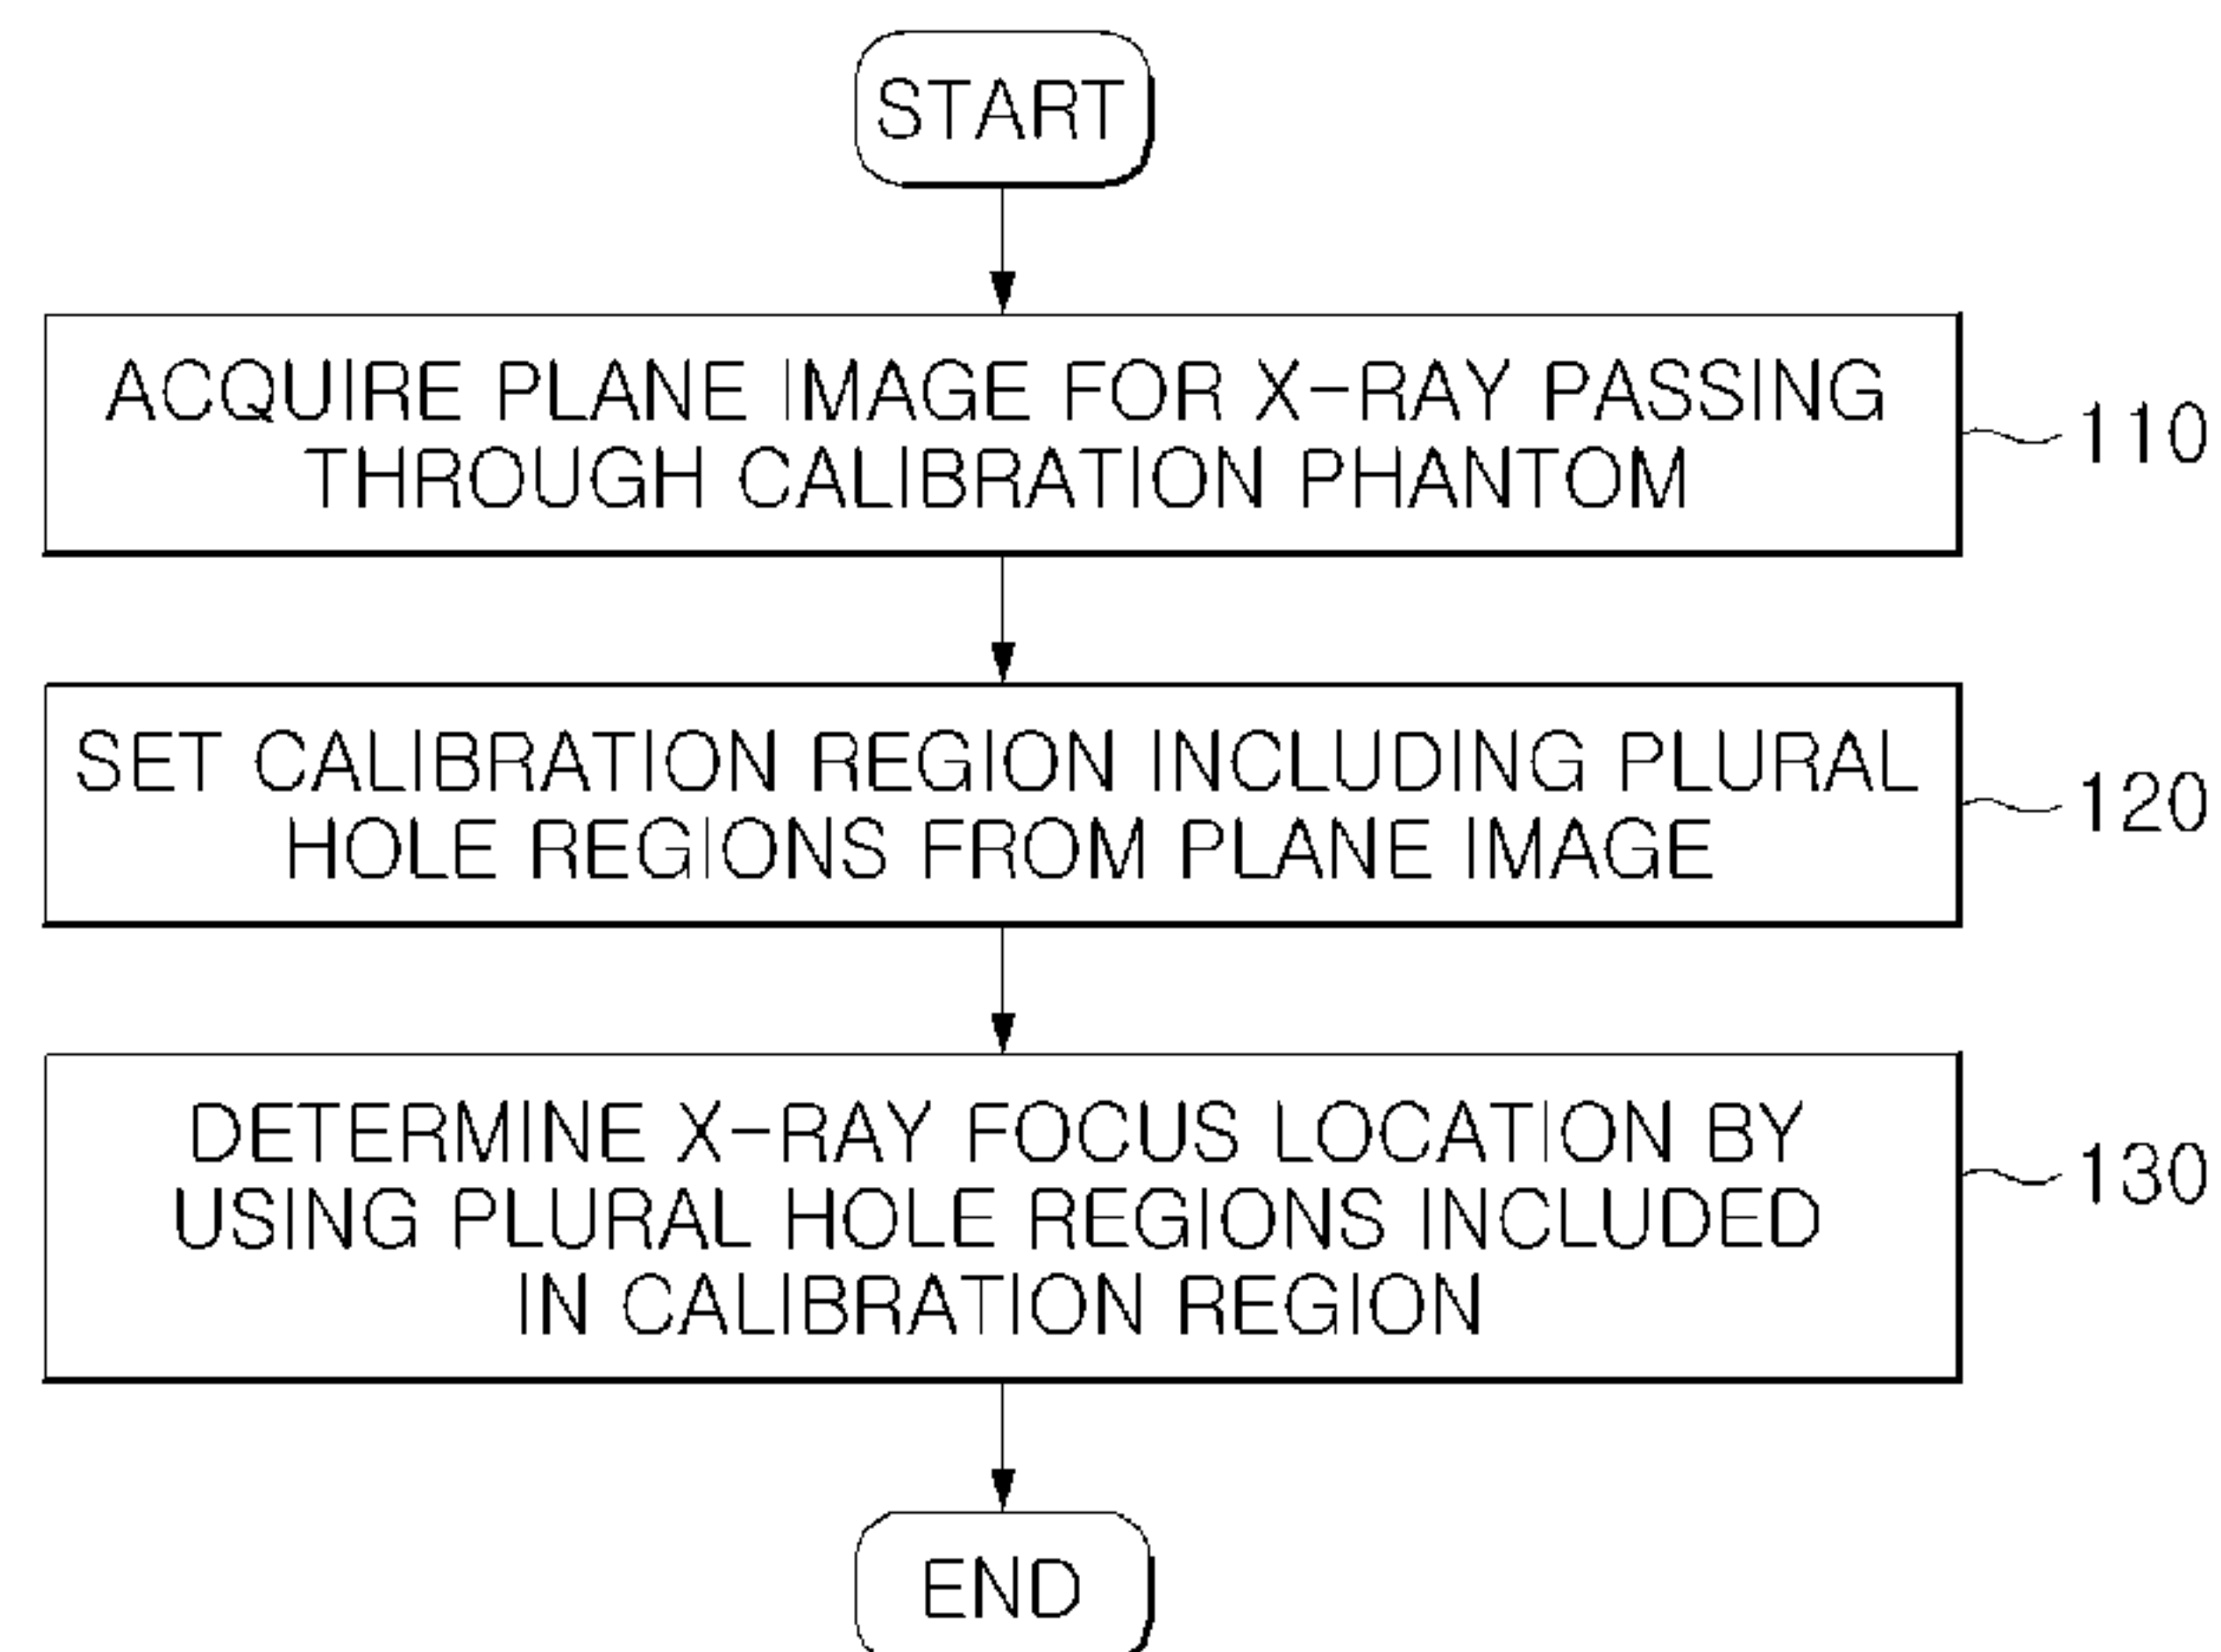 START
ACQUIRE PLANE IMAGE FOR X-RAY PASSING
THROUGH CALIBRATION PHANTOM
110
SET CALIBRATION REGION INCLUDING PLURAL
HOLE REGIONS FROM PLANE IMAGE
120
DETERMINE X-RAY FOCUS LOCATION BY
USING PLURAL HOLE REGIONS INCLUDED
IN CALIBRATION REGION
130
END